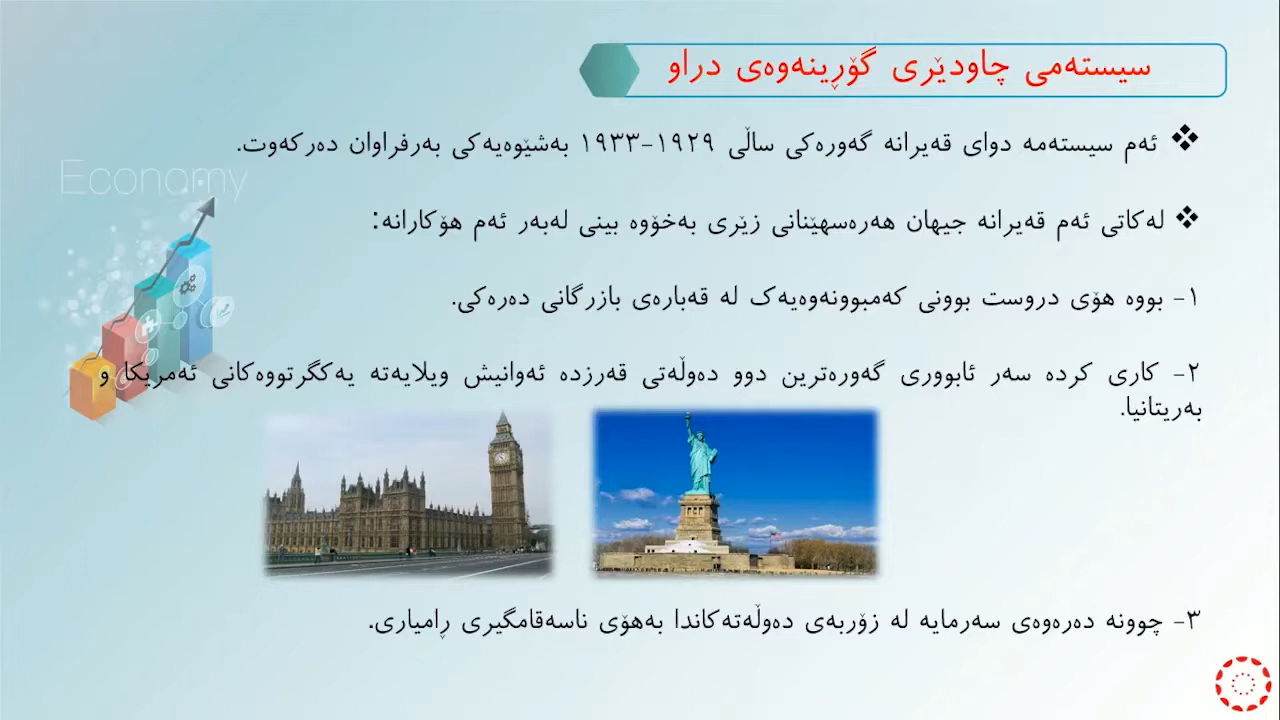 سیستەمی چاودێری گۆڕینەوەی دراو
ئەم سیستەمە دوای قەیرانە گەورەکی ساڵی ١٩٢٩-١٩٣٣ بەشێوەیەکی بەرفراوان دەرکەوت.
Economy
لەکاتی ئەم قەیرانە جیهان هەرەسهێنانی زێری بەخۆوە بینی لەبەر ئەم هۆکارانە:
١- بووە هۆی دروست بوونی کەمبوونەوەیەک لە قەبارەی بازرگانی دەرەکی.
٢- کاری کردە سەر ئابووری گەورەترین دوو دەوڵەتی قەرزدە ئەوانیش ویلایەتە یەکگرتووەکانی ئەمریکا و
بەریتانیا.
٣- چوونە دەرەوەی سەرمایە لە زۆربەی دەوڵەتەکاندا بەهۆی ناسەقامگیری ڕامیاری.